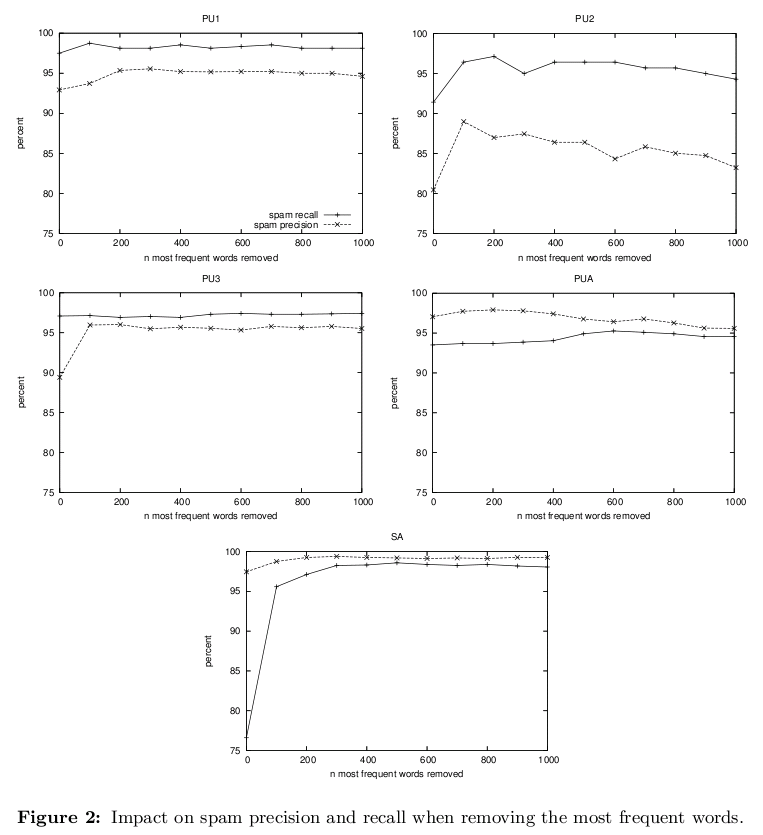 PU1
100
95
90
85
80
75
percent
spam recall
spam precision
0 200 400 600 800 1000
n most frequent words removed
PU2
100
95
90
85
80
75
percent
0 200 400 600 800 1000
n most frequent words removed
PU3
100
95
90
85
80
75
percent
0 200 400 600 800 1000
n most frequent words removed
PUA
100
95
90
85
80
75
percent
0 200 400 600 800 1000
n most frequent words removed
SA
100
95
90
85
80
75
percent
0 200 400 600 800 1000
n most frequent words removed
Figure 2: Impact on spam precision and recall when removing the most frequent words.